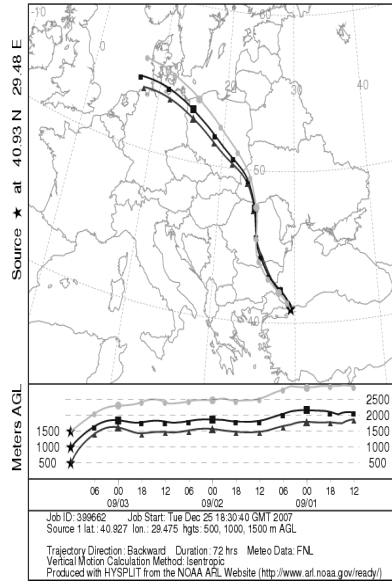 -10
0
10
20
30
50
40
Source ★ at 40.93 N 29.48 E
Meters AGL
1500
1000
500
2500
2000
1500
1000
500
06 00 18 12 06 00 18 12 06 00 18 12
09/03 09/02 09/01
Job ID: 399662 Job Start: Tue Dec 25 18:30:40 GMT 2007
Source 1 lat.: 40.927 lon.: 29.475 hgts: 500, 1000, 1500 m AGL
Trajectory Direction: Backward Duration: 72 hrs Meteo Data: FNL
Vertical Motion Calculation Method: Isentropic
Produced with HYSPLIT from the NOAA ARL Website (http://www.arl.noaa.gov/ready/)